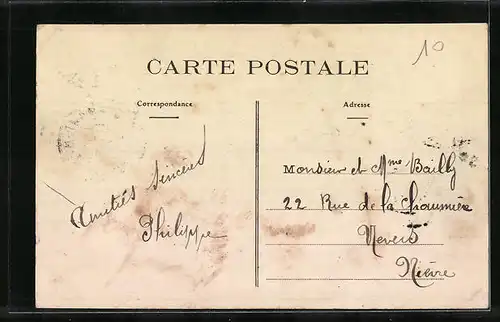 10
CARTE POSTALE
Correspondance
Adresse
Amitiés sincères
Philippe
Monsieur et Mme Bailly
22 Rue de la Chaumière
Nevers
Nièvre